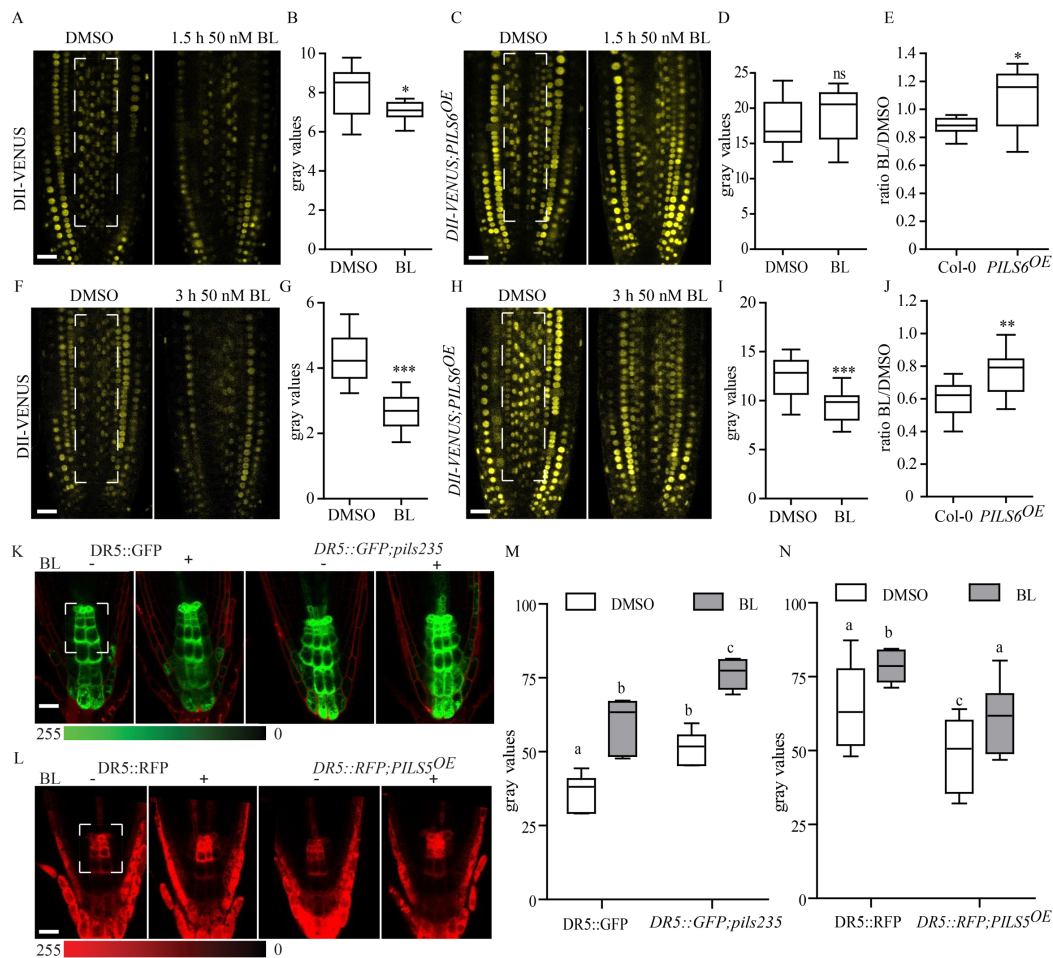 A
DMSO
1.5 h 50 nM BL
DII-VENUS
B
gray values
10
8
6
4
2
0
*
DMSO
BL
C
DMSO
1.5 h 50 nM BL
DII-VENUS;PILS6OE
D
gray values
25
20
15
10
5
0
ns
DMSO
BL
E
ratio BL/DMSO
1.4
1.2
1.0
0.8
0.6
0.4
0.2
0
*
Col-0
PILS6OE
F
DMSO
3 h 50 nM BL
DII-VENUS
G
gray values
6
4
2
0
***
DMSO
BL
H
DMSO
3 h 50 nM BL
DII-VENUS;PILS6OE
I
gray values
20
15
10
5
0
***
DMSO
BL
J
ratio BL/DMSO
1.2
1.0
0.8
0.6
0.4
0.2
0
**
Col-0
PILS6OE
K
DR5::GFP
DR5::GFP;pils235
BL - + - +
255
0
L
DR5::RFP
DR5::RFP;PILS5OE
BL - + - +
255
0
M
DMSO
BL
gray values
100
75
50
25
0
a
b
b
c
DR5::GFP
DR5::GFP;pils235
N
DMSO
BL
gray values
100
75
50
25
0
a
b
c
a
DR5::RFP
DR5::RFP;PILS5OE